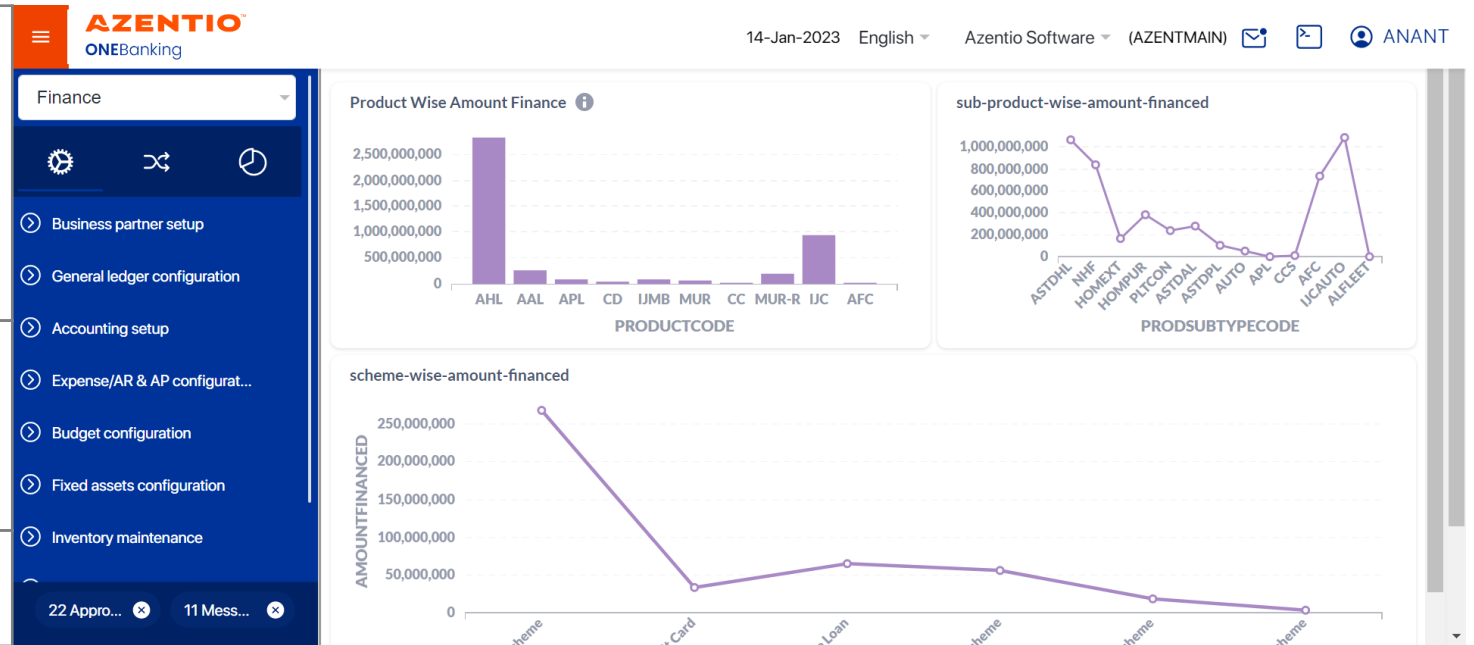 AZENTIO
ONEBanking
14-Jan-2023 English Azentio Software (AZENTMAIN) ANANT
Finance
Business partner setup
General ledger configuration
Accounting setup
Expense/AR & AP configurat...
Budget configuration
Fixed assets configuration
Inventory maintenance
22 Appro...
11 Mess...
Product Wise Amount Finance
2,500,000,000
2,000,000,000
1,500,000,000
1,000,000,000
500,000,000
0
AHL AAL APL CD IJMB MUR CC MUR-R IJC AFC
PRODUCTCODE
sub-product-wise-amount-financed
1,000,000,000
800,000,000
600,000,000
400,000,000
200,000,000
0
ASTDHL NHF HOMEXT HOMPUR PLTCON ASTDAL ASTDPL AUTO APL CCS AFC IJCAUTO ALFLEET
PRODSUBTYPECODE
scheme-wise-amount-financed
AMOUNTFINANCED
250,000,000
200,000,000
150,000,000
100,000,000
50,000,000
0
Card
Loan